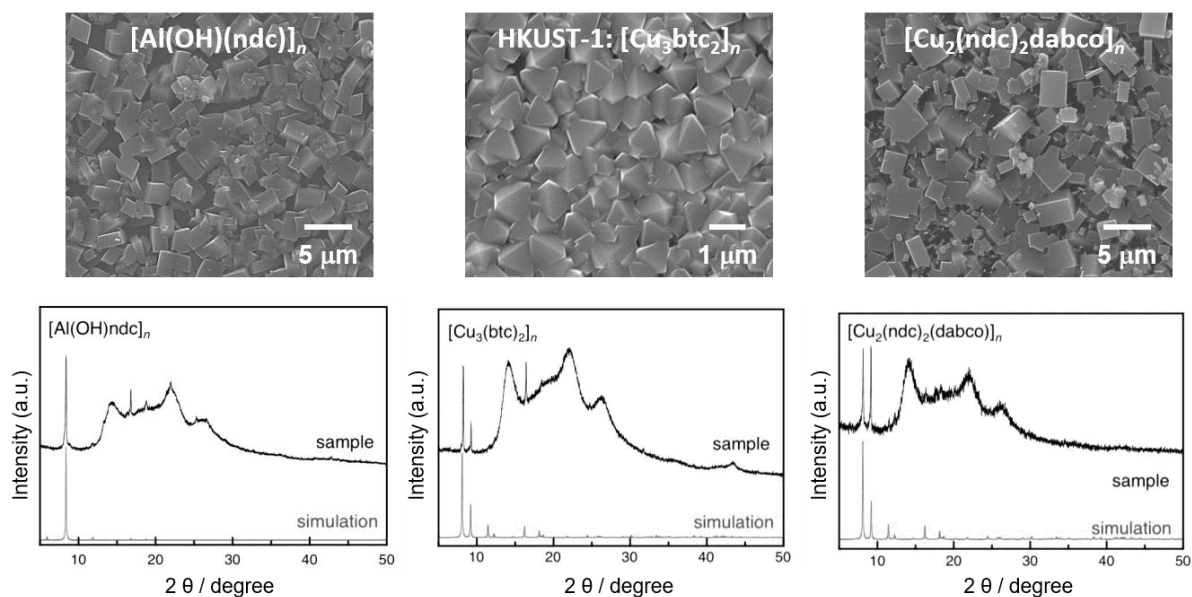 [Al(OH)(ndc)]n
HKUST-1: [Cu3btc2]n
[Cu2(ndc)2dabco]n
5 μm
1 μm
5 μm
[Al(OH)ndc]n
Intensity (a.u.)
sample
simulation
10 20 30 40 50
2 θ / degree
[Cu3(btc)2]n
Intensity (a.u.)
sample
simulation
10 20 30 40 50
2 θ / degree
[Cu2(ndc)2(dabco)]n
Intensity (a.u.)
sample
simulation
10 20 30 40 50
2 θ / degree